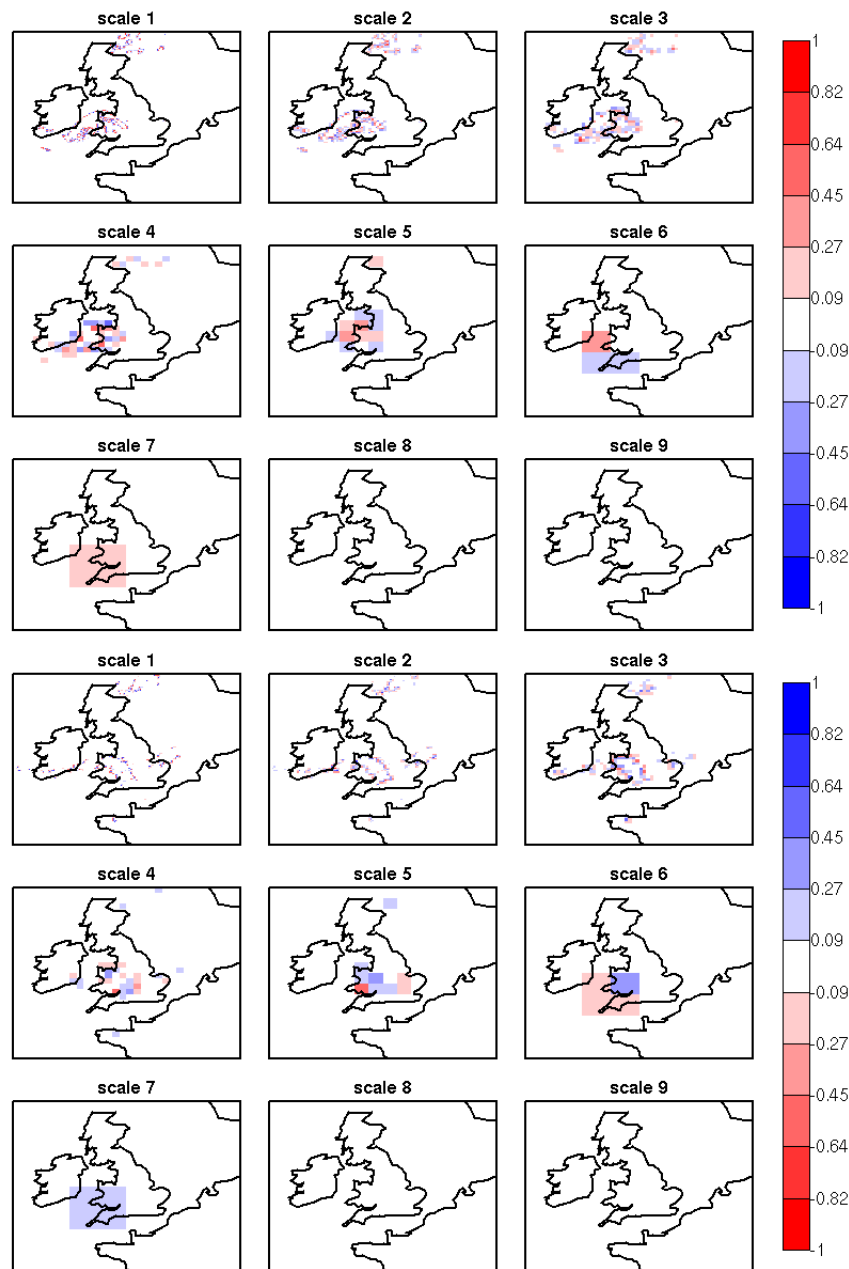 scale 1
scale 2
scale 3
scale 4
scale 5
scale 6
scale 7
scale 8
scale 9
1
0.82
0.64
0.45
0.27
0.09
-0.09
-0.27
-0.45
-0.64
-0.82
-1
scale 1
scale 2
scale 3
scale 4
scale 5
scale 6
scale 7
scale 8
scale 9
1
0.82
0.64
0.45
0.27
0.09
-0.09
-0.27
-0.45
-0.64
-0.82
-1